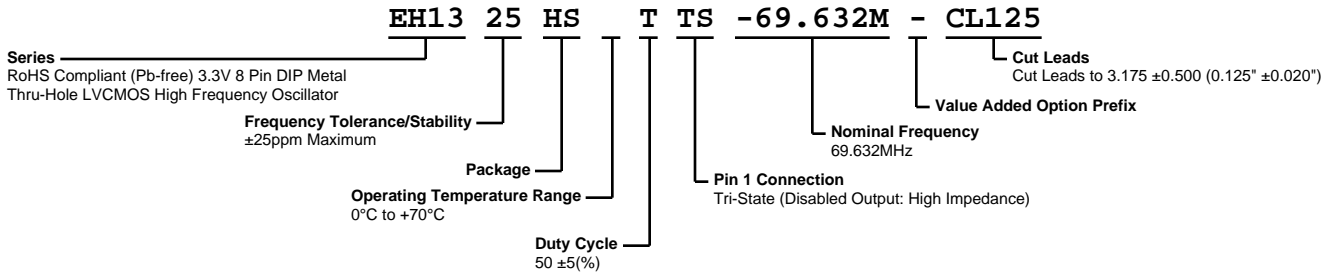 EH13 25 HS T TS -69.632M - CL125
Series
RoHS Compliant (Pb-free) 3.3V 8 Pin DIP Metal
Thru-Hole LVCMOS High Frequency Oscillator
Frequency Tolerance/Stability
±25ppm Maximum
Package
Operating Temperature Range
0°C to +70°C
Duty Cycle
50 ±5(%)
Cut Leads
Cut Leads to 3.175 ±0.500 (0.125" ±0.020")
Value Added Option Prefix
Nominal Frequency
69.632MHz
Pin 1 Connection
Tri-State (Disabled Output: High Impedance)